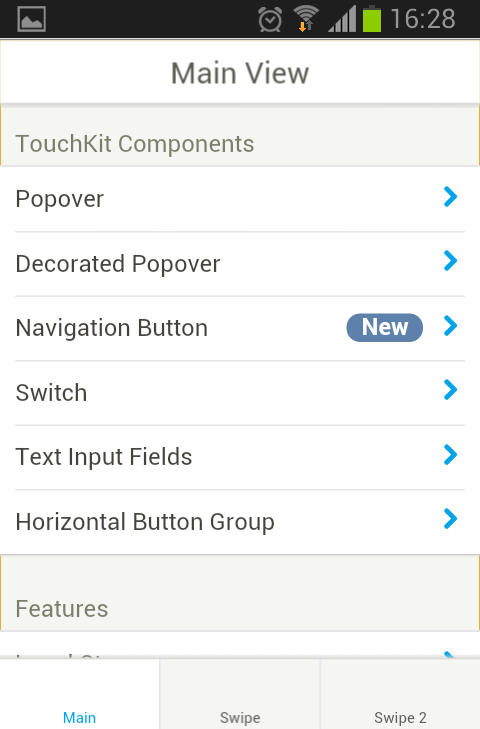 16:28
Main View
TouchKit Components
Popover
Decorated Popover
Navigation Button New
Switch
Text Input Fields
Horizontal Button Group
Features
Main Swipe Swipe 2